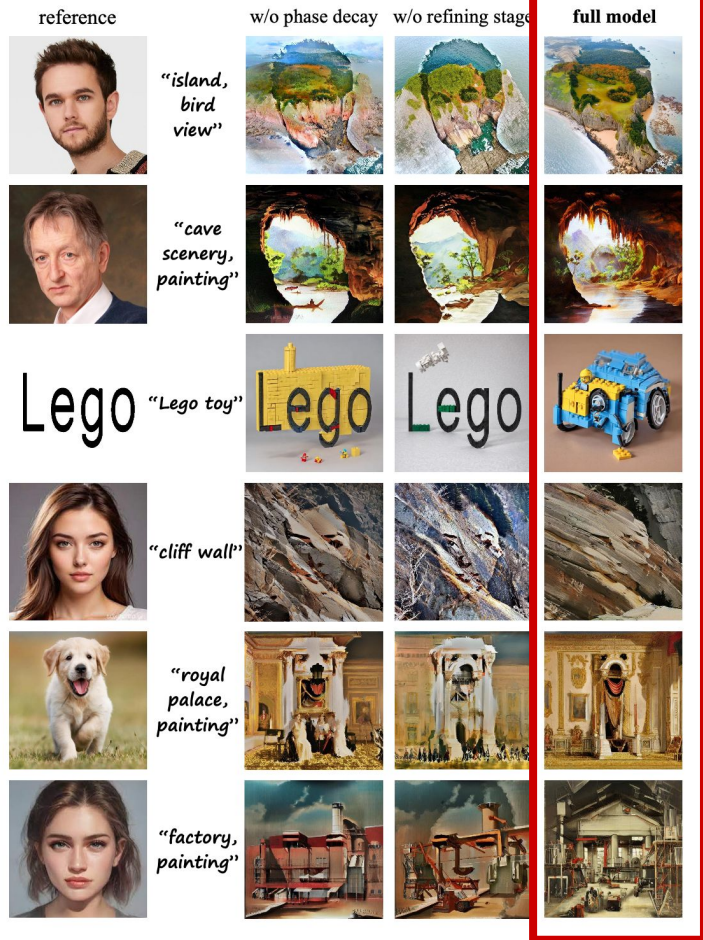 reference
w/o phase decay
w/o refining stage
full model
“island,
bird
view”
“cave
scenery,
painting”
Lego
“Lego toy”
Lego
Lego
“cliff wall”
“royal
palace,
painting”
“factory,
painting”